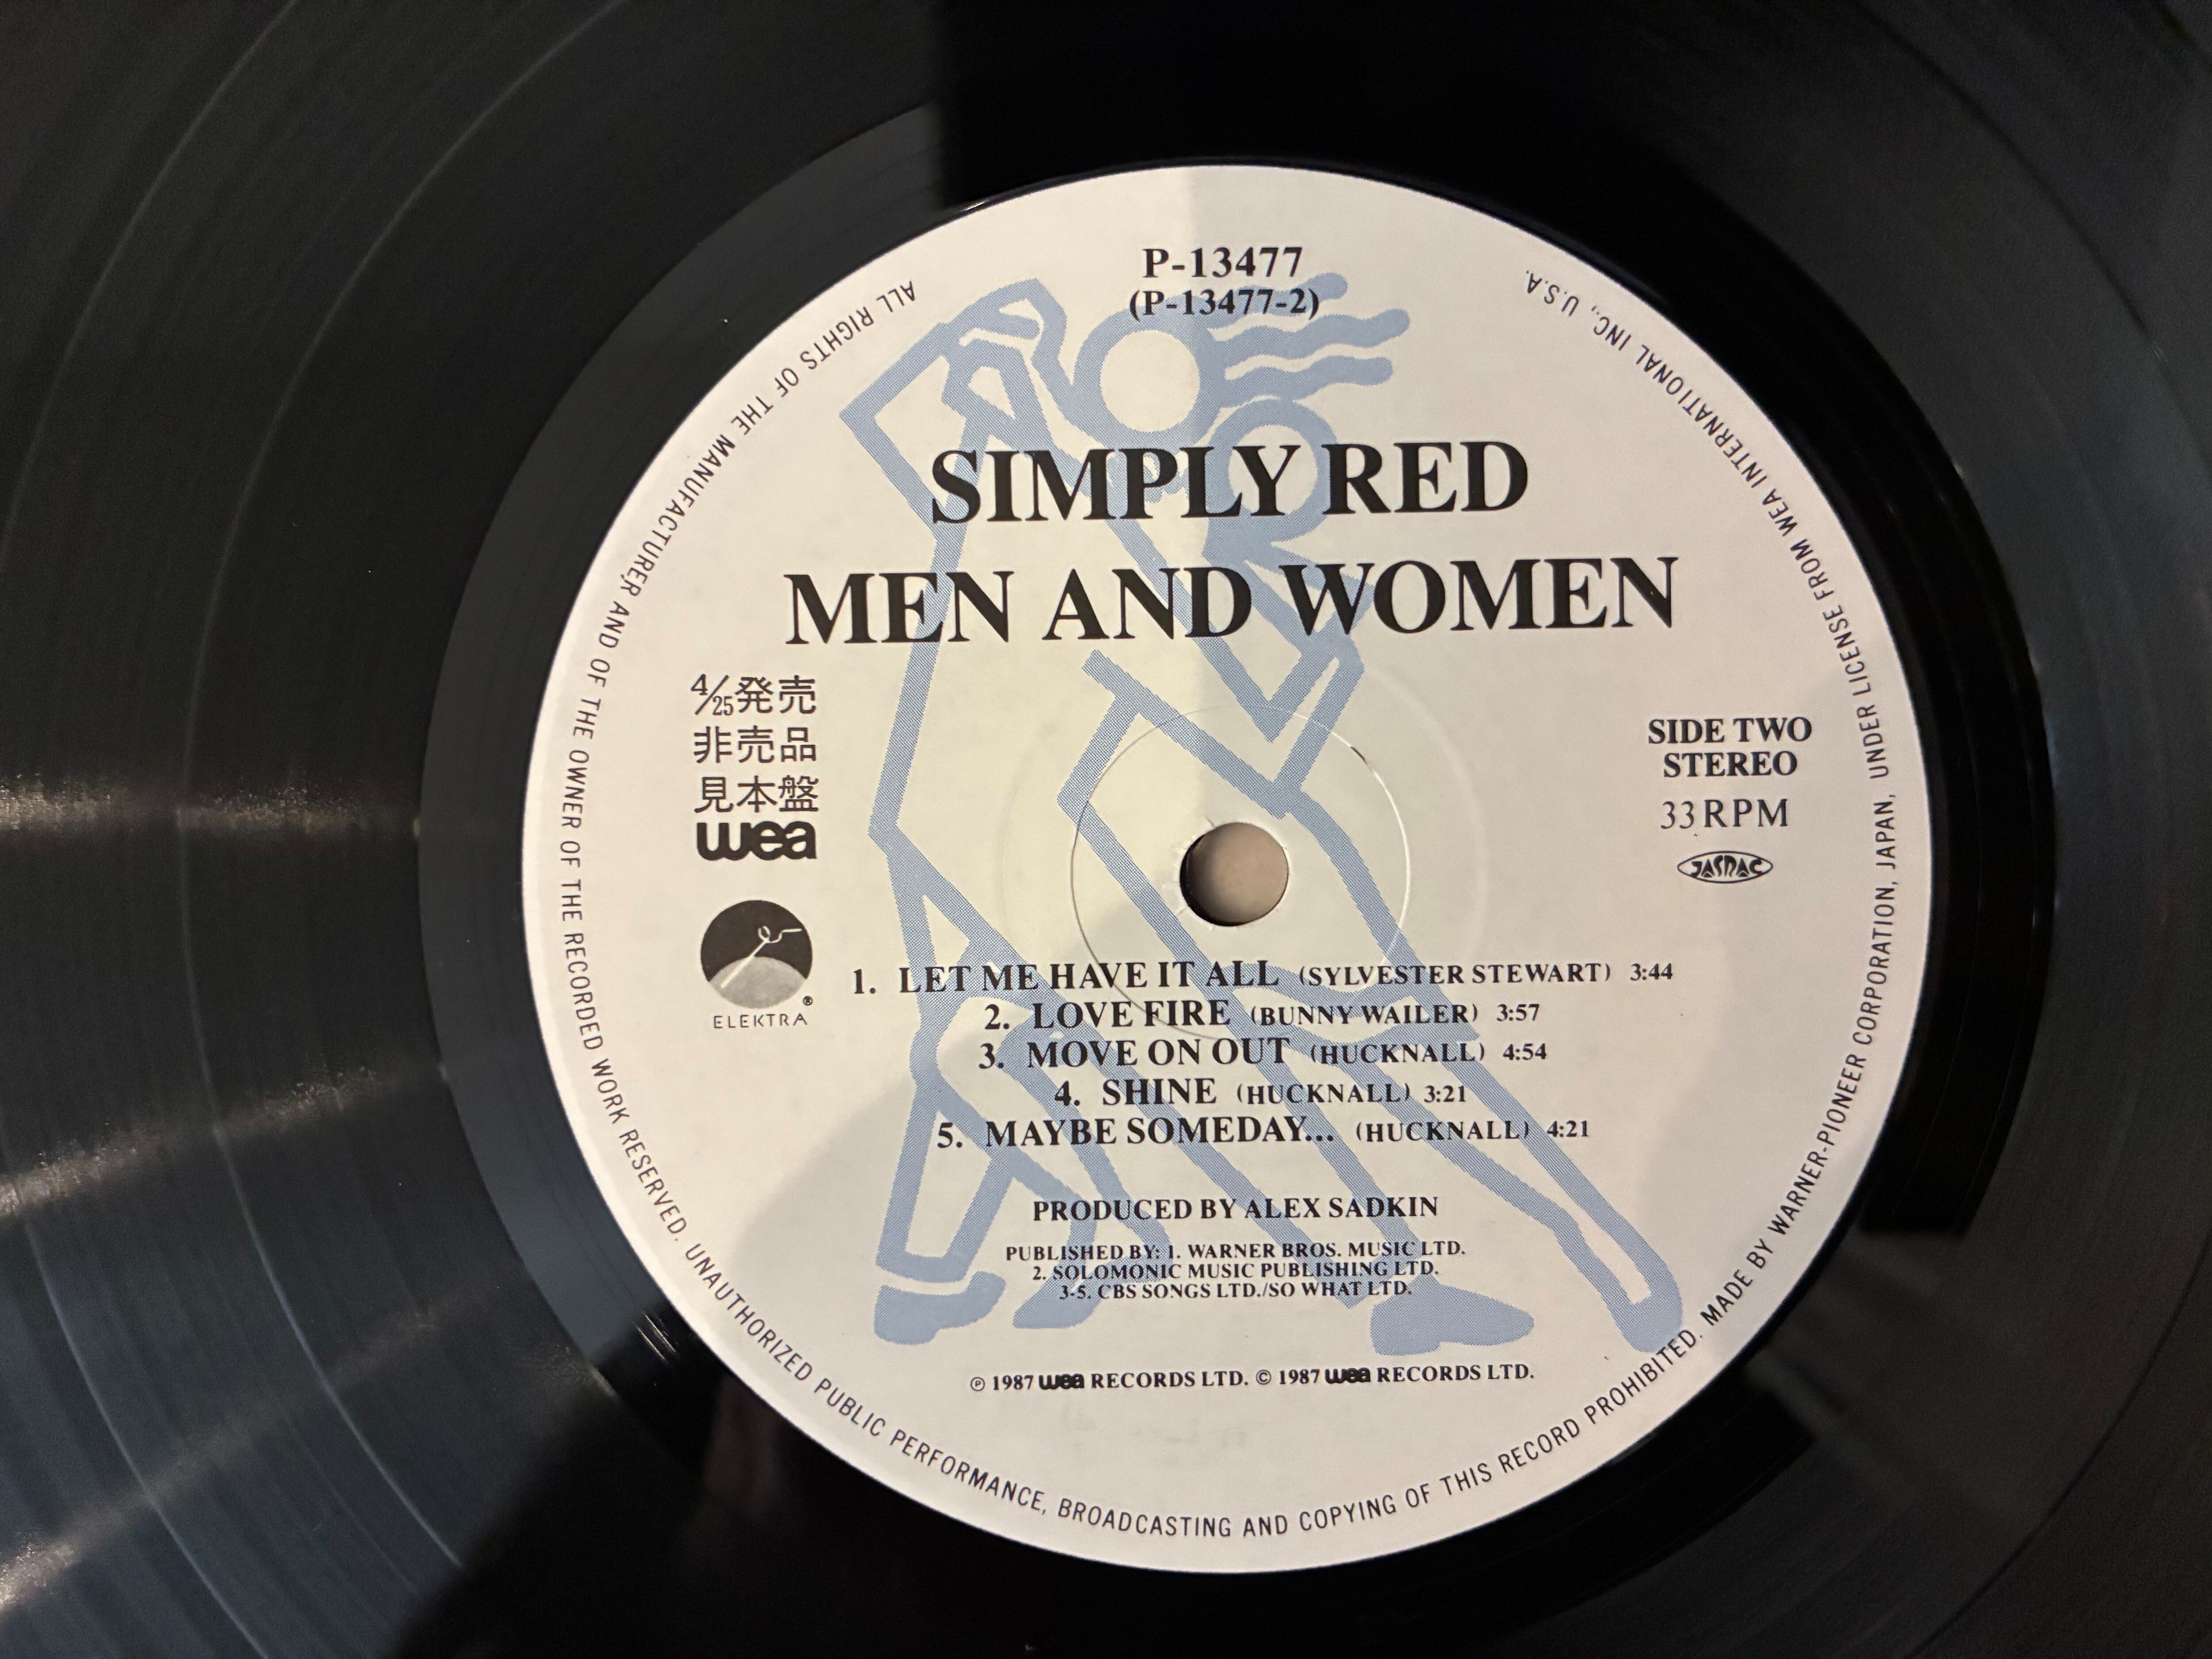 P-13477
(P-13477-2)
SIMPLY RED
MEN AND WOMEN
4/25発売
非売品
見本盤
wea
ELEKTRA®
SIDE TWO
STEREO
33RPM
JASRAC
1. LET ME HAVE IT ALL (SYLVESTER STEWART) 3:44
2. LOVE FIRE (BUNNY WAILER) 3:57
3. MOVE ON OUT (HUCKNALL) 4:54
4. SHINE (HUCKNALL) 3:21
5. MAYBE SOMEDAY... (HUCKNALL) 4:21
PRODUCED BY ALEX SADKIN
PUBLISHED BY: 1. WARNER BROS. MUSIC LTD.
2. SOLOMONIC MUSIC PUBLISHING LTD.
3-5. CBS SONGS LTD./SO WHAT LTD.
℗ 1987 wea RECORDS LTD. © 1987 wea RECORDS LTD.
ALL RIGHTS OF THE MANUFACTURER, AND OF THE OWNER OF THE RECORDED WORK RESERVED. UNAUTHORIZED PUBLIC PERFORMANCE, BROADCASTING AND COPYING OF THIS RECORD PROHIBITED. MADE BY WARNER-PIONEER CORPORATION, JAPAN, UNDER LICENSE FROM WEA INTERNATIONAL INC., U.S.A.